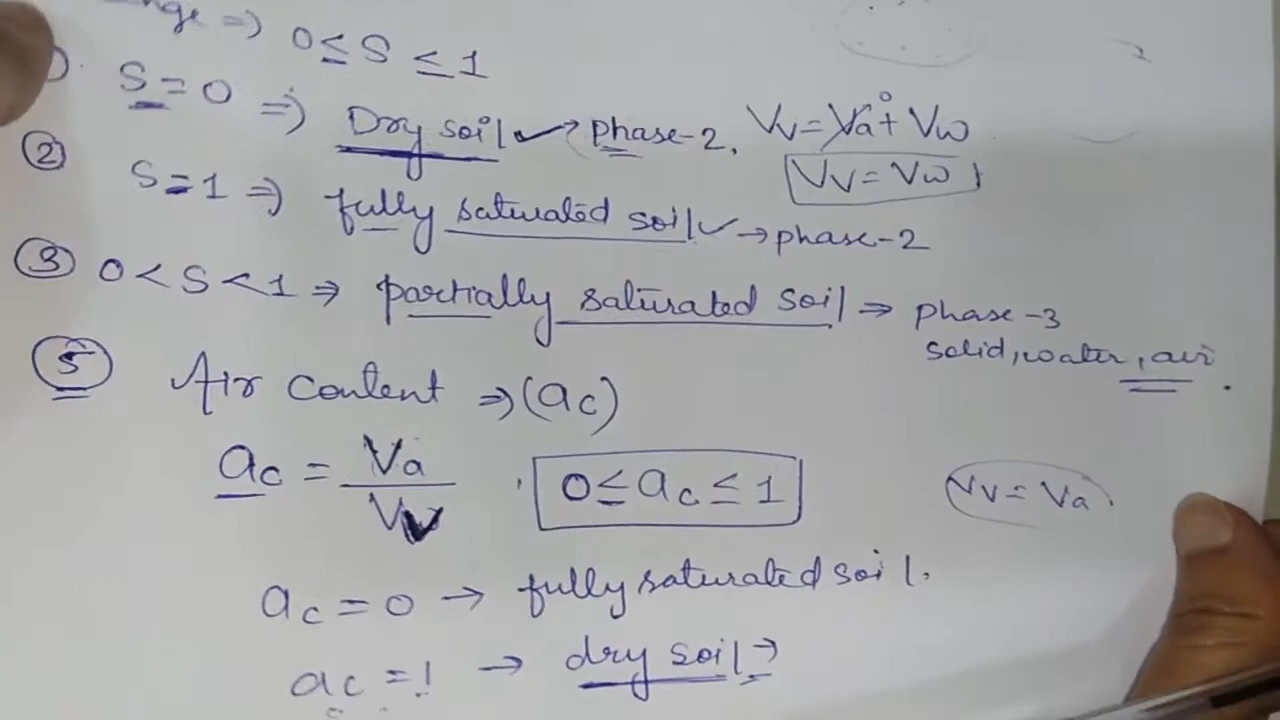 ⇒ 0 ≤ S ≤ 1
S = 0 ⇒ Dry soil ✓ → phase-2, Vv = Va⁰ + Vw
Vv = Vw
② S = 1 ⇒ fully saturated soil ✓ → phase-2
③ 0 < S < 1 ⇒ partially saturated soil ⇒ phase-3
solid, water, air.
⑤ Air Content ⇒ (ac)
ac = Va / Vv , 0 ≤ ac ≤ 1 Vv = Va.
ac = 0 → fully saturated soil.
ac = 1 → dry soil →